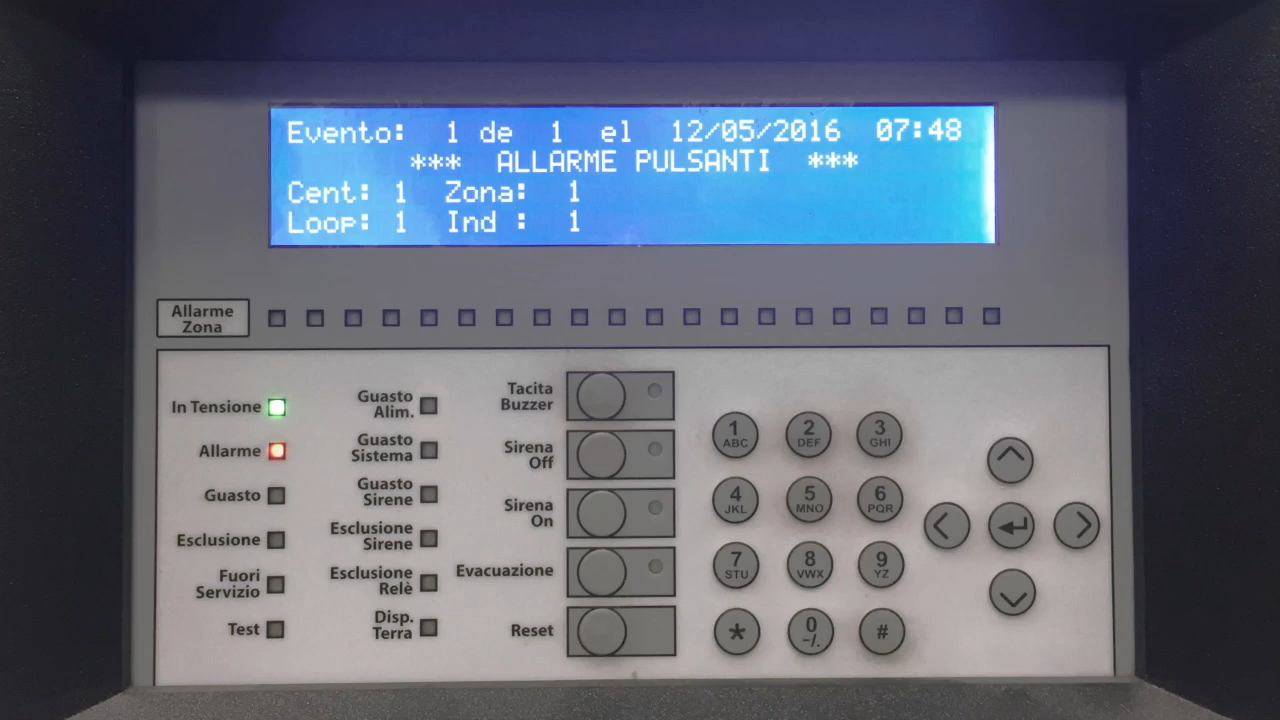 Evento: 1 de 1 el 12/05/2016 07:48
*** ALLARME PULSANTI ***
Cent: 1 Zona: 1
Loop: 1 Ind : 1
Allarme
Zona
In Tensione
Allarme
Guasto
Esclusione
Fuori
Servizio
Test
Guasto
Alim.
Guasto
Sistema
Guasto
Sirene
Esclusione
Sirene
Esclusione
Relè
Disp.
Terra
Tacita
Buzzer
Sirena
Off
Sirena
On
Evacuazione
Reset
1
ABC
2
DEF
3
GHI
4
JKL
5
MNO
6
PQR
7
STU
8
VWX
9
YZ
*
0
-/.
#